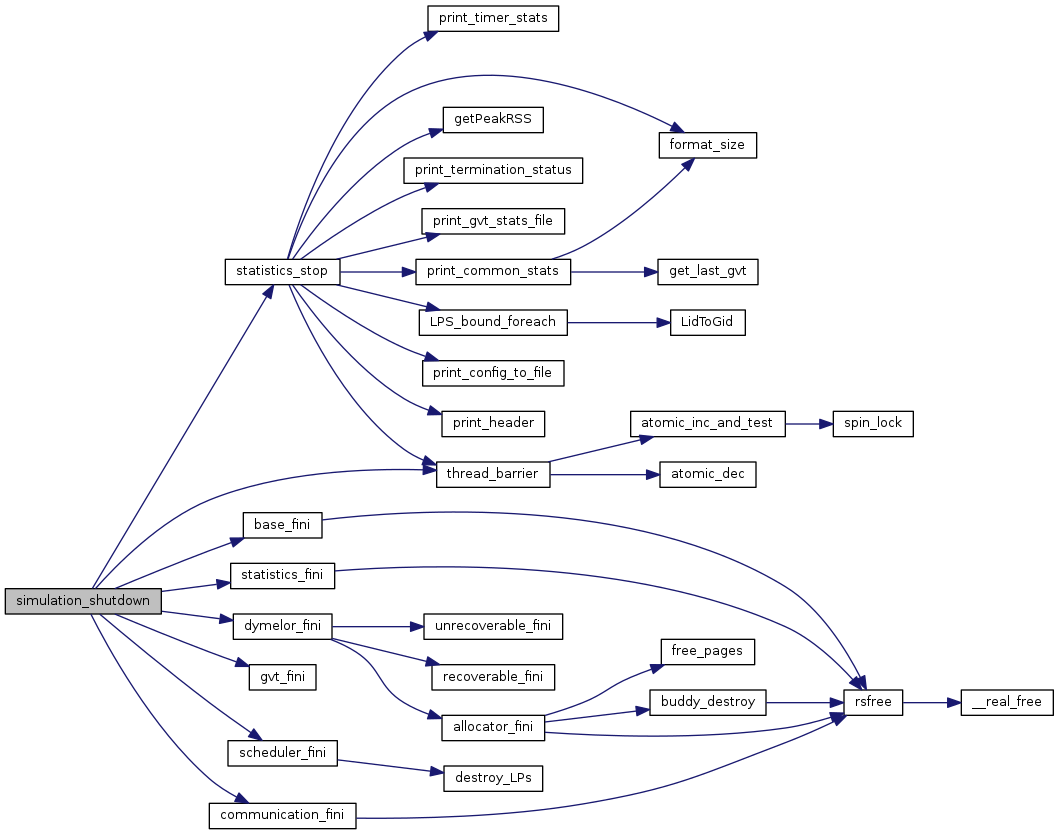 print_timer_stats
getPeakRSS
format_size
print_termination_status
print_gvt_stats_file
statistics_stop
print_common_stats
get_last_gvt
LPS_bound_foreach
LidToGid
print_config_to_file
print_header
atomic_inc_and_test
spin_lock
thread_barrier
atomic_dec
base_fini
statistics_fini
simulation_shutdown
dymelor_fini
unrecoverable_fini
free_pages
gvt_fini
recoverable_fini
buddy_destroy
rsfree
__real_free
allocator_fini
scheduler_fini
destroy_LPs
communication_fini